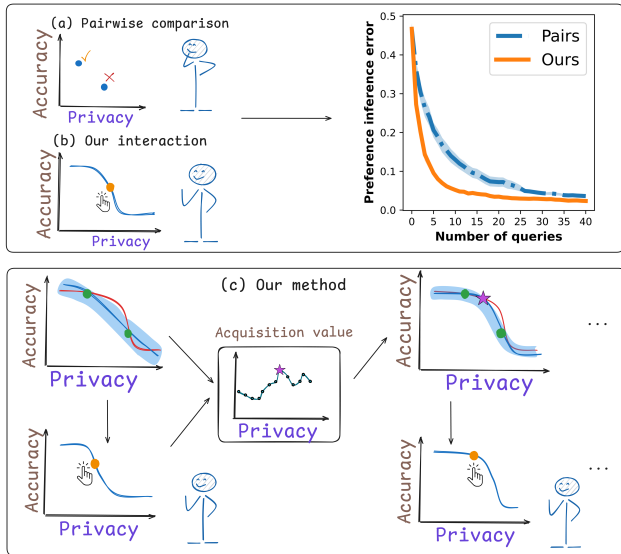 (a) Pairwise comparison
Accuracy
Privacy
(b) Our interaction
Accuracy
Privacy
Preference inference error
0.5
0.4
0.3
0.2
0.1
0.0
Pairs
Ours
0 5 10 15 20 25 30 35 40
Number of queries
(c) Our method
Accuracy
Privacy
Acquisition value
Privacy
Accuracy
Privacy
...
Accuracy
Privacy
Accuracy
Privacy
...